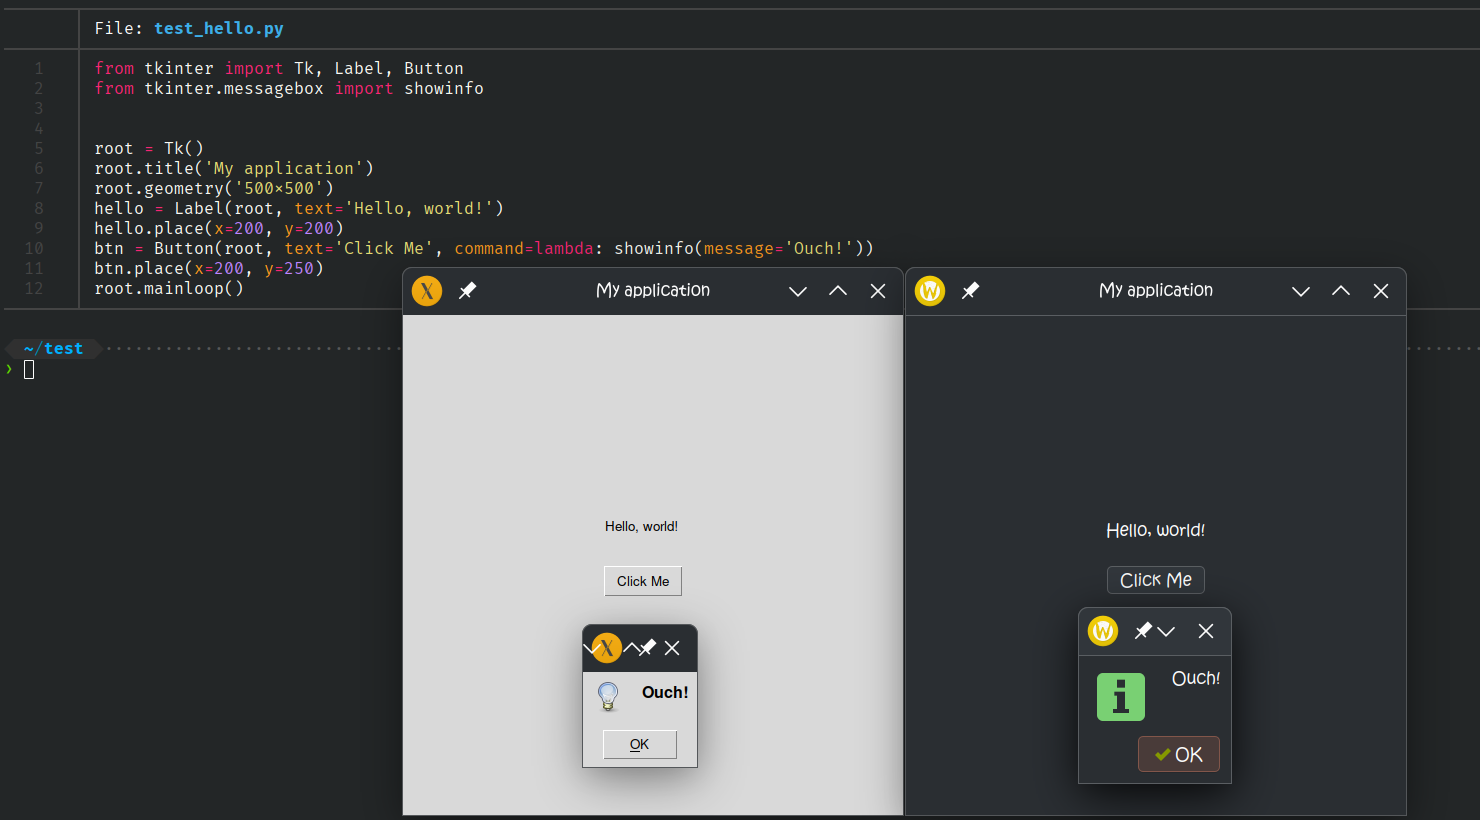 File: test_hello.py
1 from tkinter import Tk, Label, Button
2 from tkinter.messagebox import showinfo
3
4
5 root = Tk()
6 root.title('My application')
7 root.geometry('500×500')
8 hello = Label(root, text='Hello, world!')
9 hello.place(x=200, y=200)
10 btn = Button(root, text='Click Me', command=lambda: showinfo(message='Ouch!'))
11 btn.place(x=200, y=250)
12 root.mainloop()
~/test
❯
X My application
Hello, world!
Click Me
X
Ouch!
OK
W My application
Hello, world!
Click Me
W
i Ouch!
OK